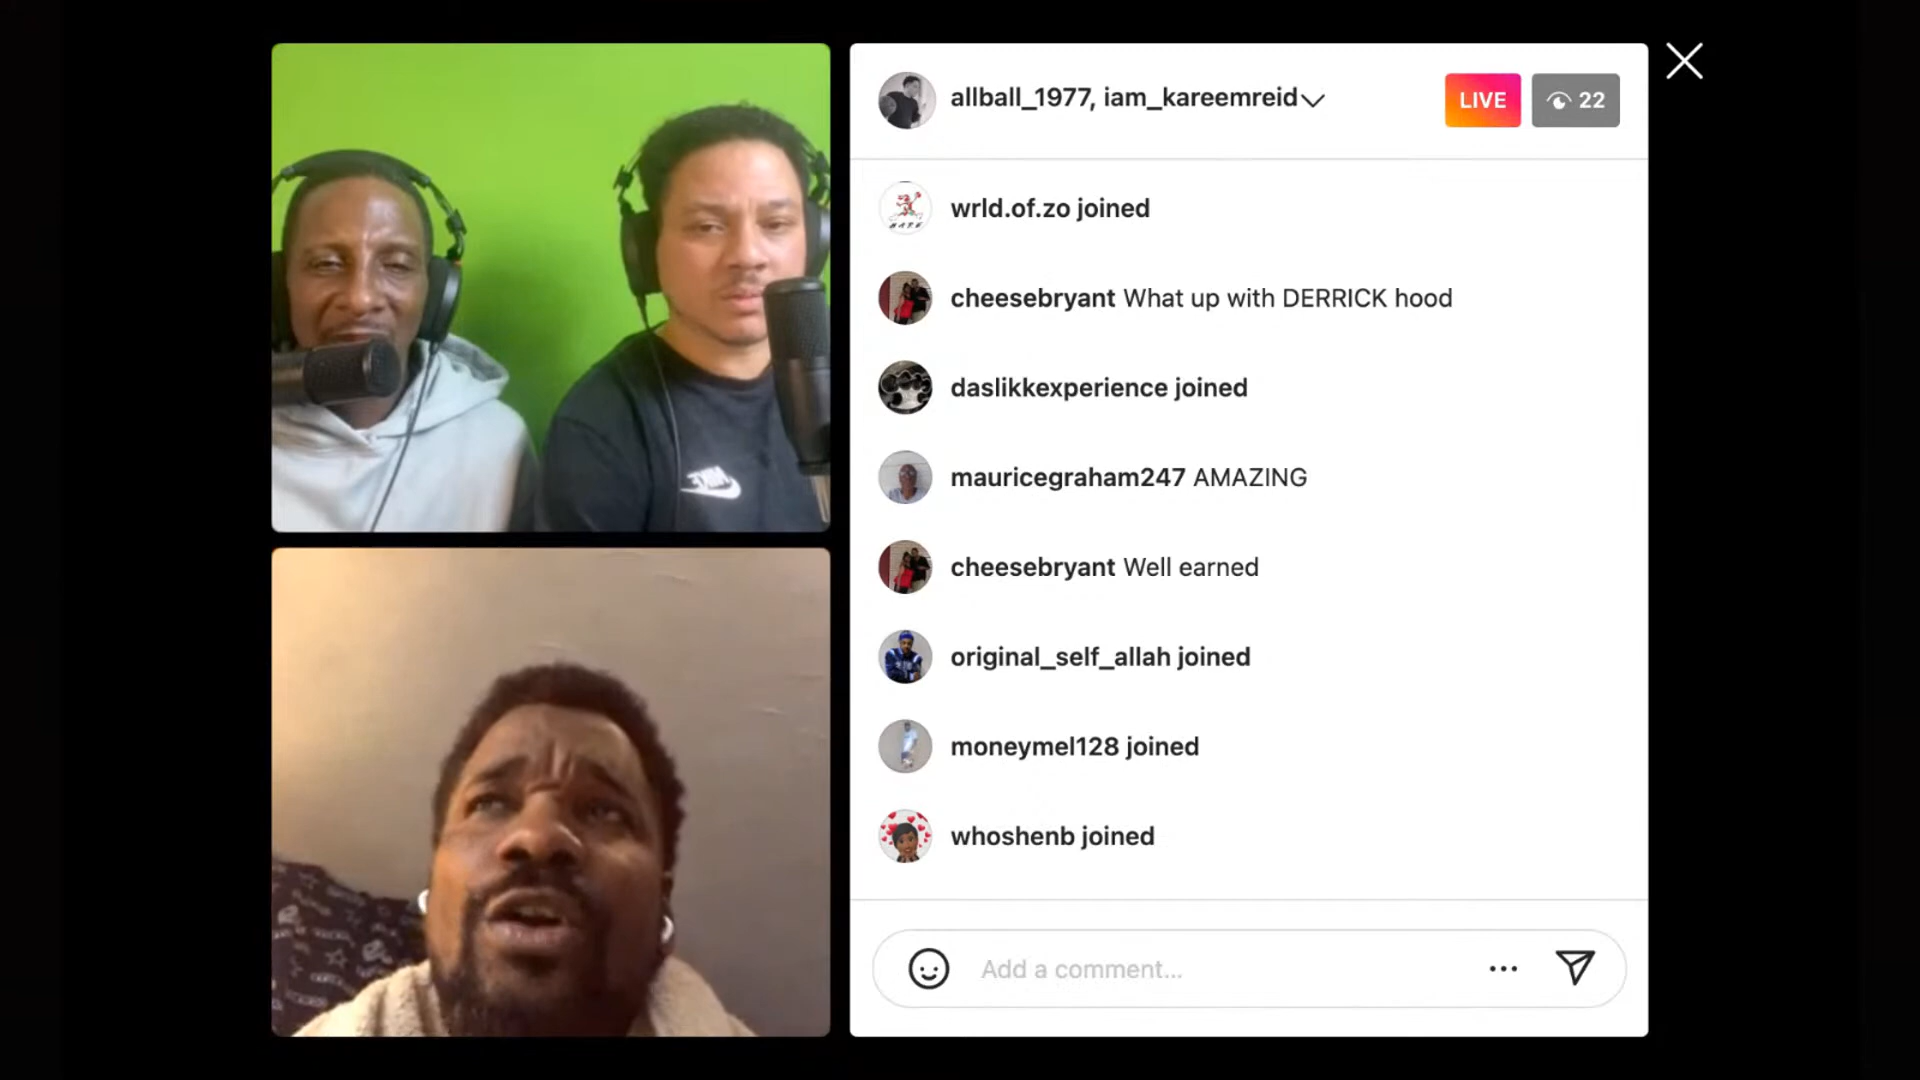 allball_1977, iam_kareemreid
LIVE
22
wrld.of.zo joined
cheesebryant What up with DERRICK hood
daslikkexperience joined
mauricegraham247 AMAZING
cheesebryant Well earned
original_self_allah joined
moneymel128 joined
whoshenb joined
Add a comment...
NIKE